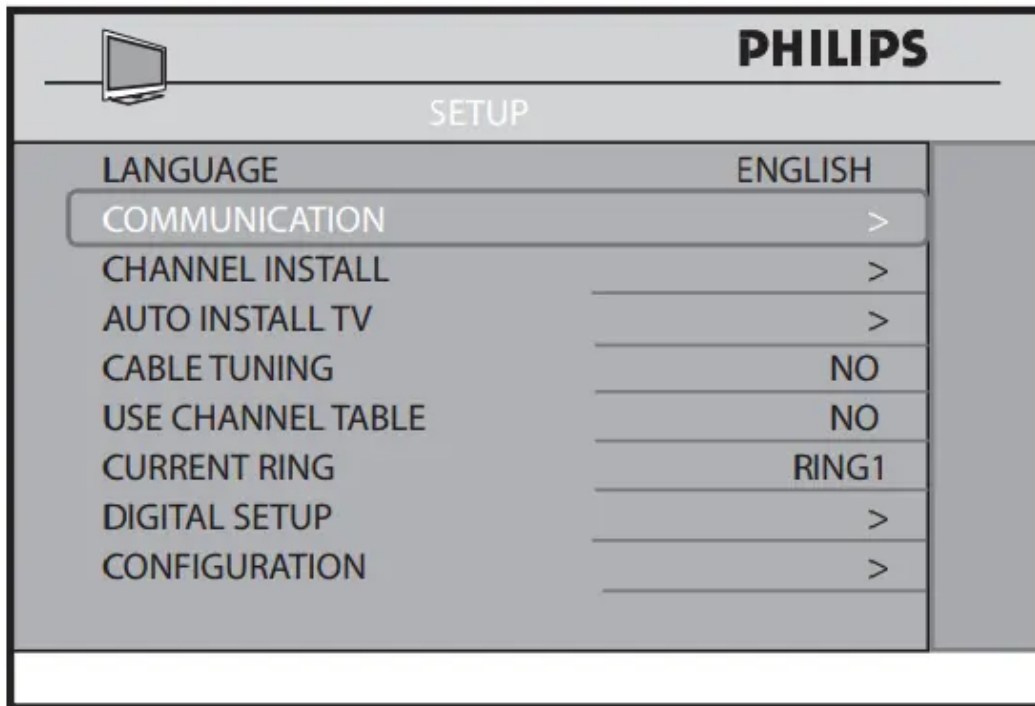 PHILIPS
SETUP
LANGUAGE ENGLISH
COMMUNICATION >
CHANNEL INSTALL >
AUTO INSTALL TV >
CABLE TUNING NO
USE CHANNEL TABLE NO
CURRENT RING RING1
DIGITAL SETUP >
CONFIGURATION >